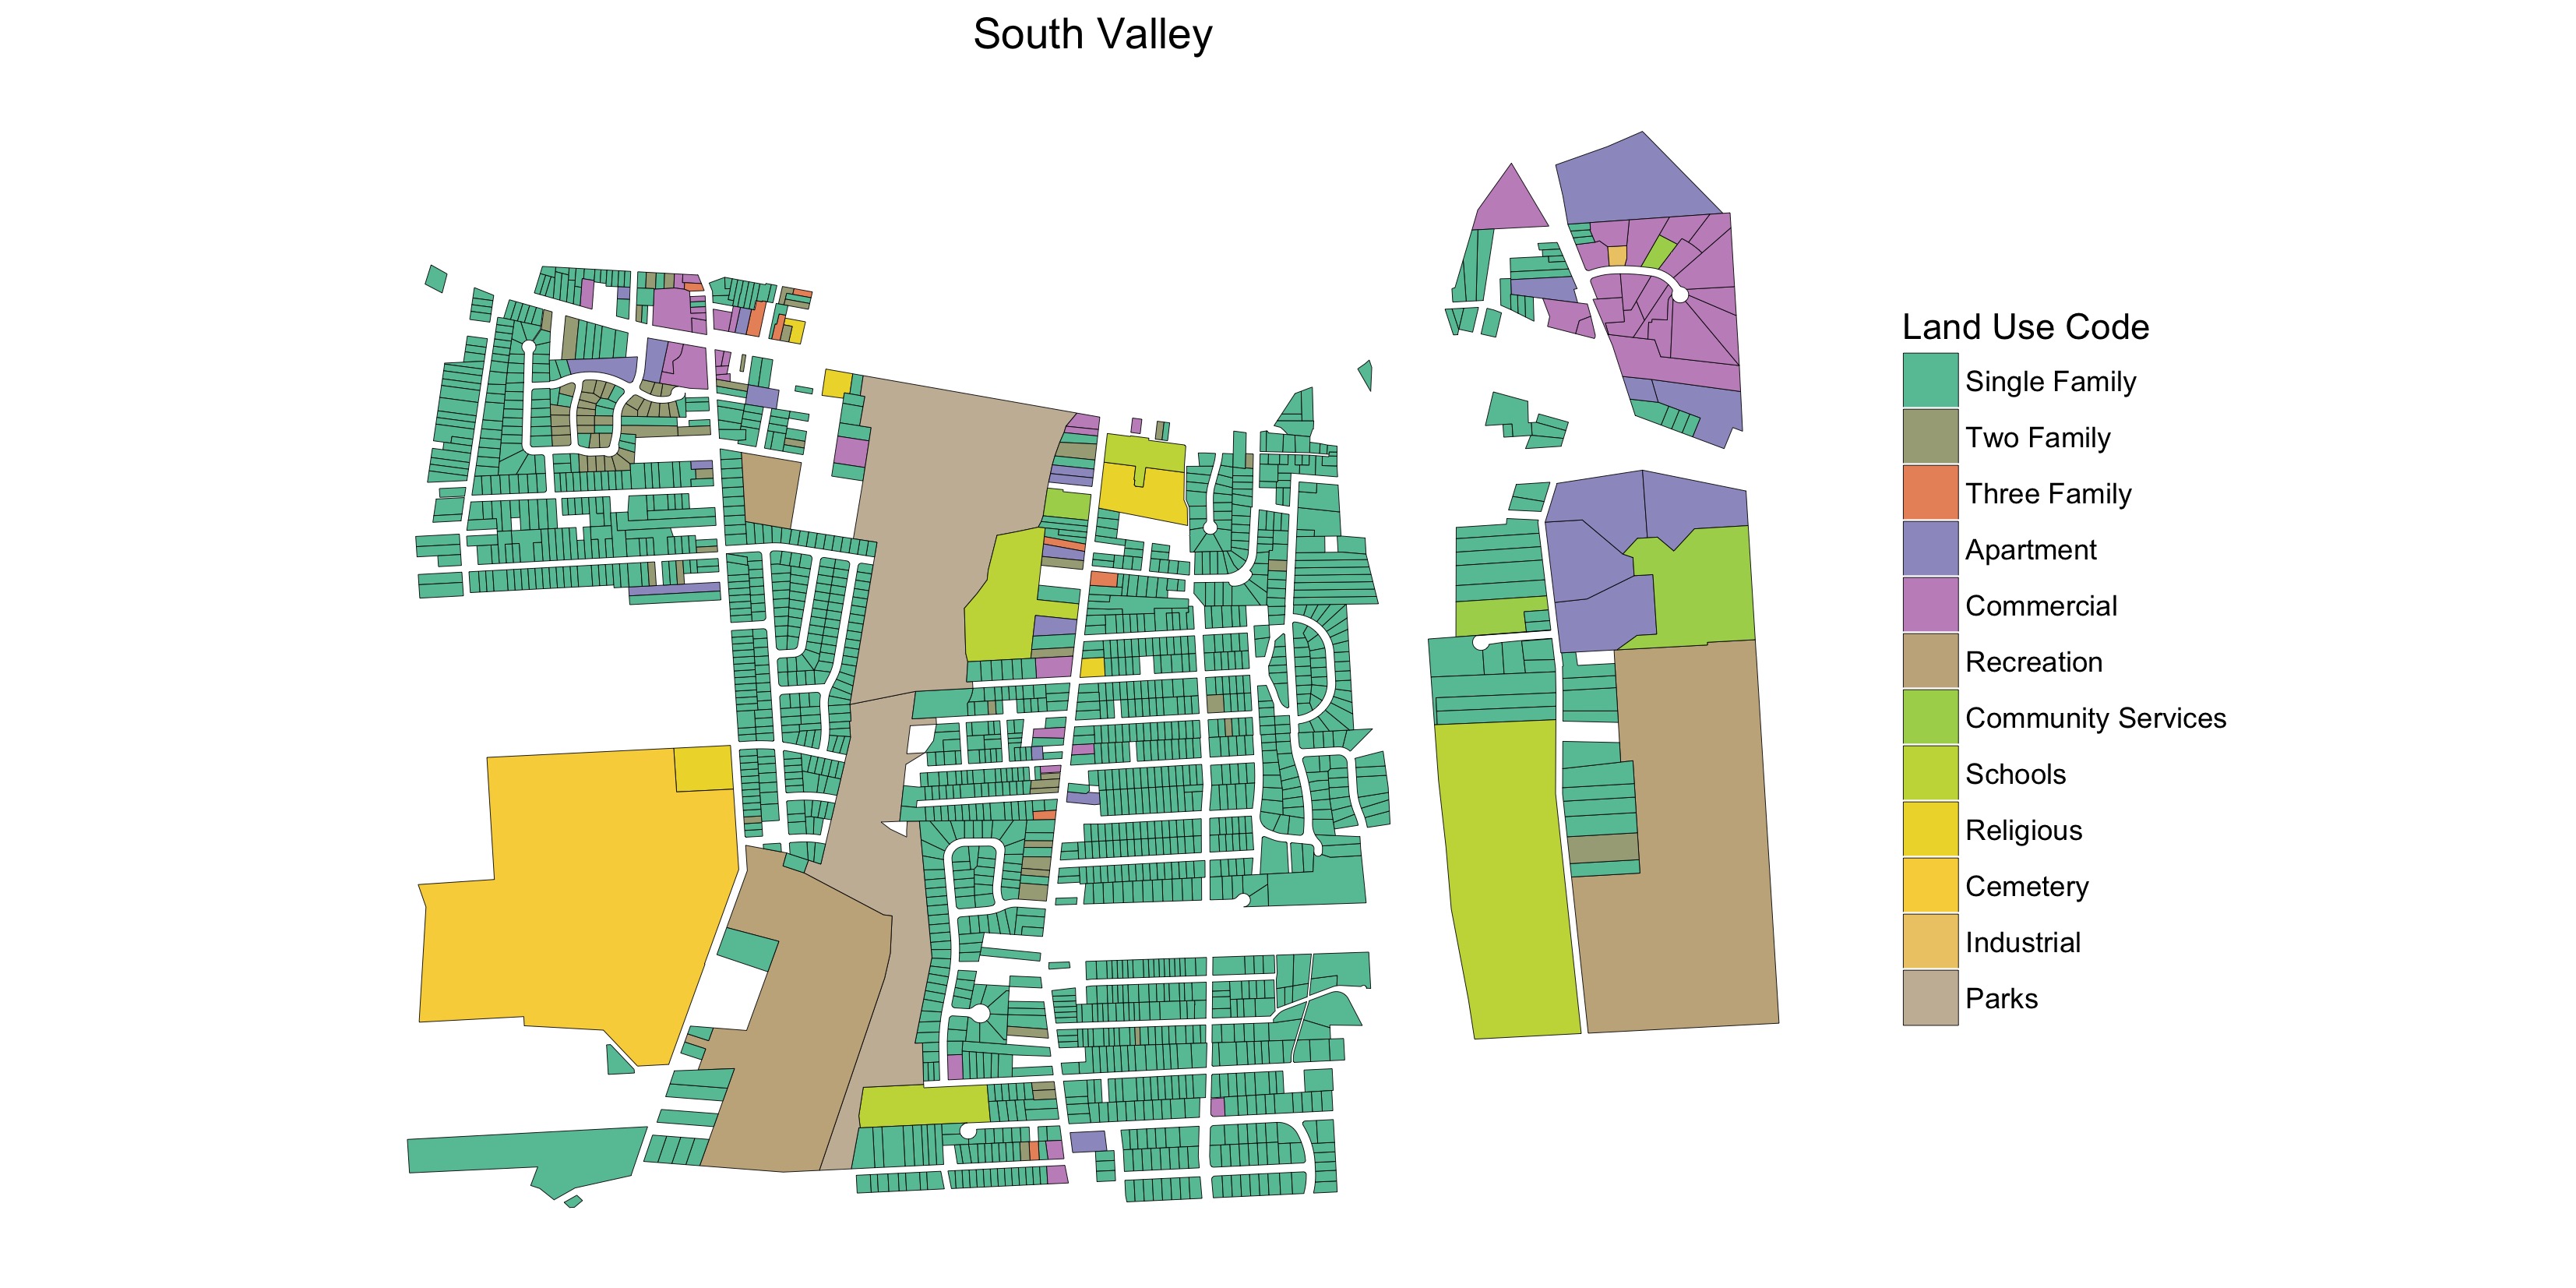 South Valley
Land Use Code
Single Family
Two Family
Three Family
Apartment
Commercial
Recreation
Community Services
Schools
Religious
Cemetery
Industrial
Parks